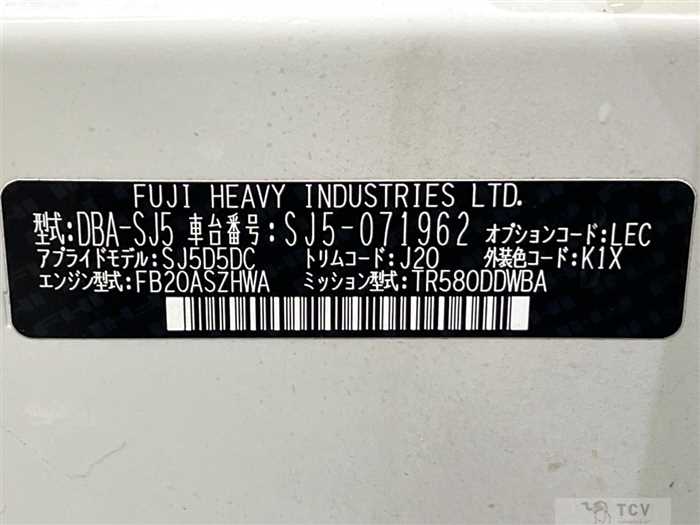 FUJI HEAVY INDUSTRIES LTD.
型式:DBA-SJ5 車台番号:SJ5-071962 オプションコード:LEC
アプライドモデル:SJ5D5DC トリムコード:J20 外装色コード:K1X
エンジン型式:FB20ASZHWA ミッション型式:TR580DDWBA
TCV